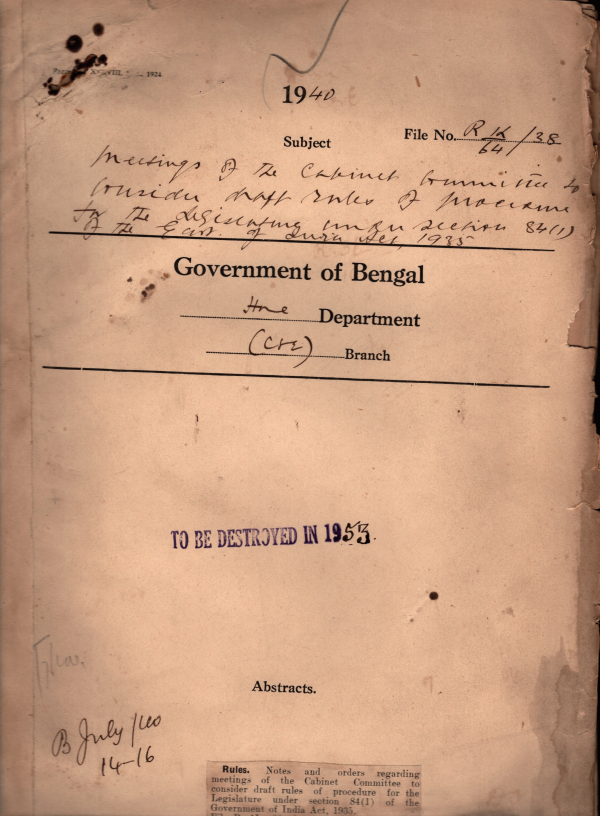 1940
Subject
File No. R K/64/38
Meetings of the Cabinet Committee to
Consider draft rules of procedure
for the Legislature under section 84(1)
of the Govt. of India Act, 1935
Government of Bengal
Home Department
Branch
TO BE DESTROYED IN 1953.
Abstracts.
B July/40
14-16
Rules. Notes and orders regarding
meetings of the Cabinet Committee to
consider draft rules of procedure for the
Legislature under section 84(1) of the
Government of India Act, 1935.